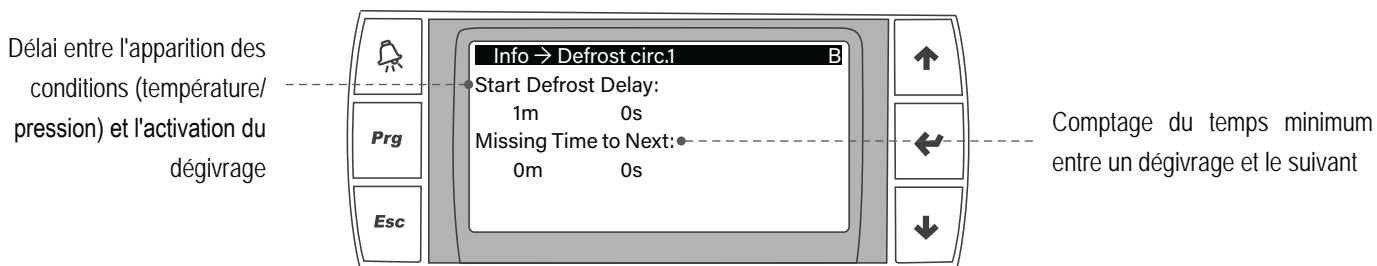 Délai entre l'apparition des
conditions (température/
pression) et l'activation du
dégivrage
Prg
Esc
Info → Defrost circ.1 B
Start Defrost Delay:
1m 0s
Missing Time to Next:
0m 0s
Comptage du temps minimum
entre un dégivrage et le suivant